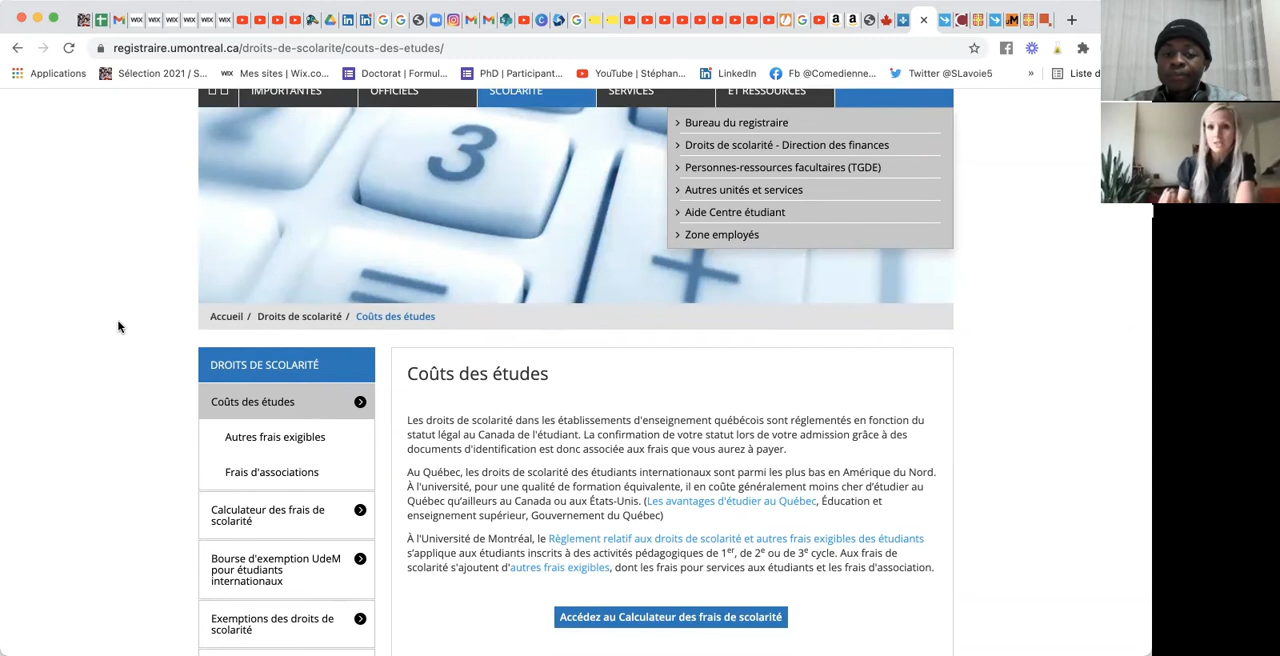 registraire.umontreal.ca/droits-de-scolarite/couts-des-etudes/
Applications
Sélection 2021 / S...
Mes sites | Wix.co...
Doctorat | Formul...
PhD | Participant...
YouTube | Stéphan...
LinkedIn
Fb @Comedienne...
Twitter @SLavoie5
»
Liste d
IMPORTANTES
OFFICIELS
SCOLARITÉ
SERVICES
ET RESSOURCES
3
Bureau du registraire
Droits de scolarité - Direction des finances
Personnes-ressources facultaires (TGDE)
Autres unités et services
Aide Centre étudiant
Zone employés
Accueil / Droits de scolarité / Coûts des études
DROITS DE SCOLARITÉ
Coûts des études
Autres frais exigibles
Frais d'associations
Calculateur des frais de
scolarité
Bourse d'exemption UdeM
pour étudiants
internationaux
Exemptions des droits de
scolarité
Coûts des études
Les droits de scolarité dans les établissements d'enseignement québécois sont réglementés en fonction du
statut légal au Canada de l'étudiant. La confirmation de votre statut lors de votre admission grâce à des
documents d'identification est donc associée aux frais que vous aurez à payer.
Au Québec, les droits de scolarité des étudiants internationaux sont parmi les plus bas en Amérique du Nord.
À l'université, pour une qualité de formation équivalente, il en coûte généralement moins cher d'étudier au
Québec qu'ailleurs au Canada ou aux États-Unis. (Les avantages d'étudier au Québec, Éducation et
enseignement supérieur, Gouvernement du Québec)
À l'Université de Montréal, le Règlement relatif aux droits de scolarité et autres frais exigibles des étudiants
s'applique aux étudiants inscrits à des activités pédagogiques de 1er, de 2e ou de 3e cycle. Aux frais de
scolarité s'ajoutent d'autres frais exigibles, dont les frais pour services aux étudiants et les frais d'association.
Accédez au Calculateur des frais de scolarité